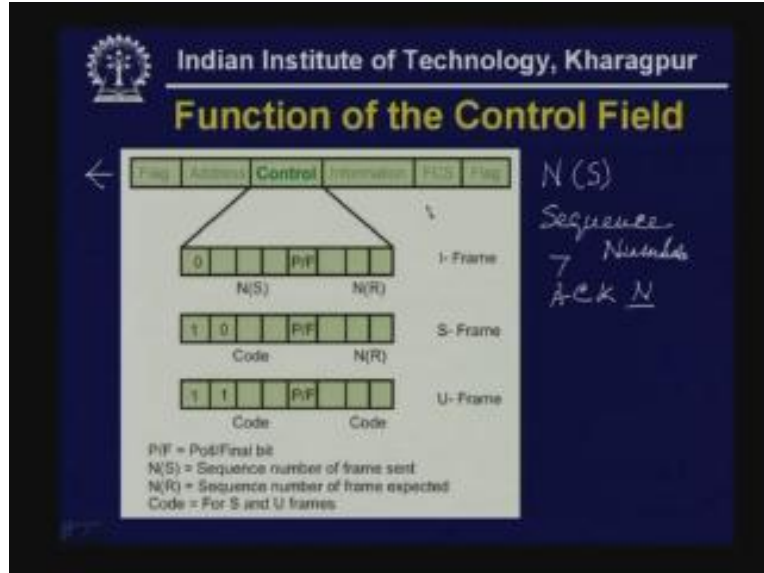 Indian Institute of Technology, Kharagpur
Function of the Control Field
← Flag Address Control Information FCS Flag
N(S)
Sequence
Number
7
ACK N
0 P/F I- Frame
N(S) N(R)
1 0 P/F S- Frame
Code N(R)
1 1 P/F U- Frame
Code Code
P/F = Poll/Final bit
N(S) = Sequence number of frame sent
N(R) = Sequence number of frame expected
Code = For S and U frames